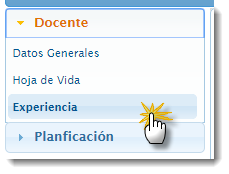 Docente
Datos Generales
Hoja de Vida
Experiencia
Planficación